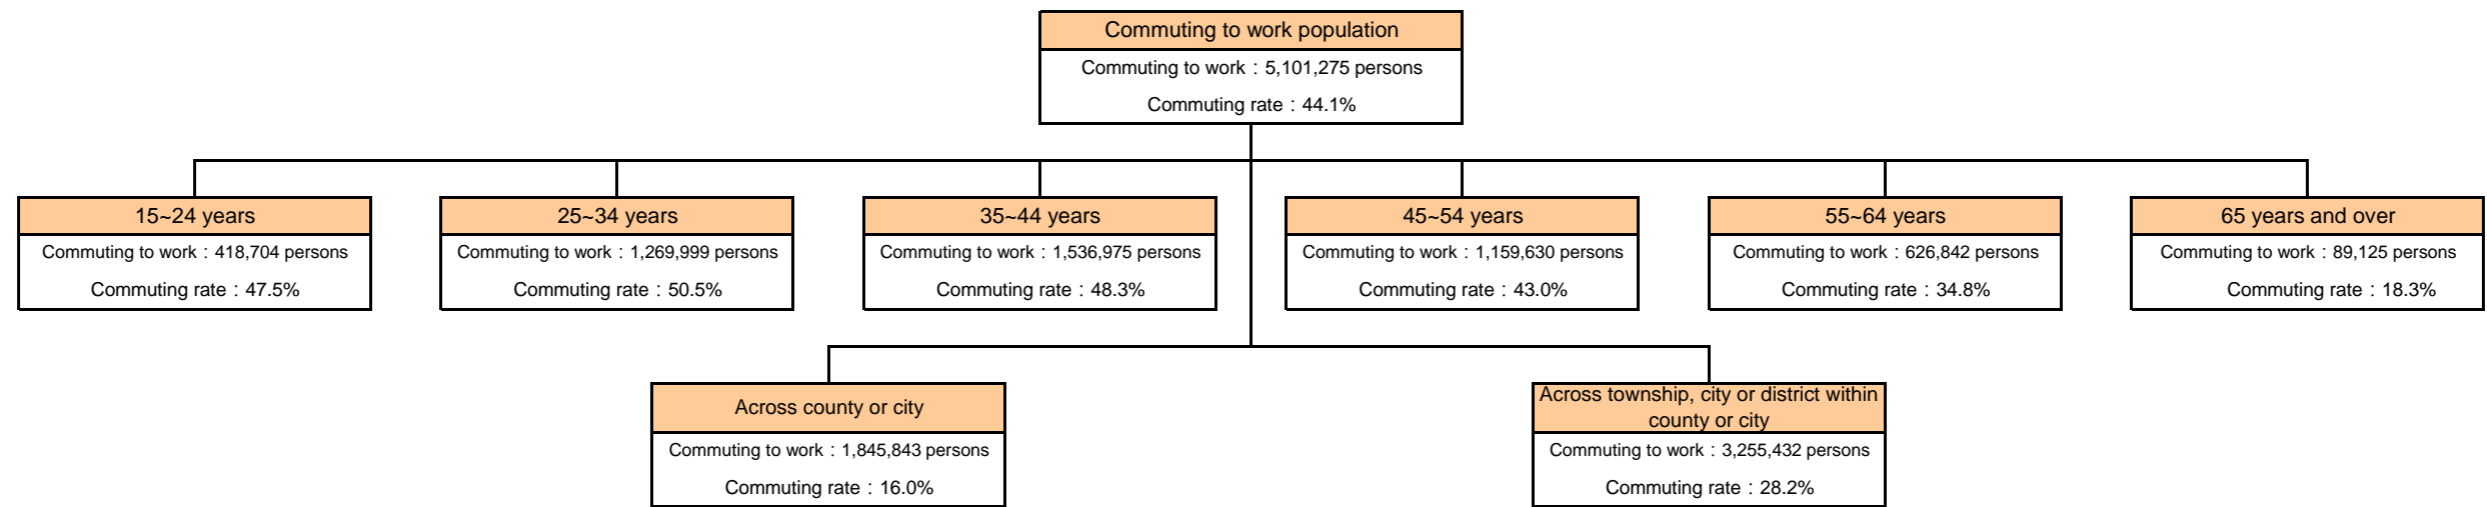 Commuting to work population
Commuting to work：5,101,275 persons
Commuting rate：44.1%
15~24 years
Commuting to work：418,704 persons
Commuting rate：47.5%
25~34 years
Commuting to work：1,269,999 persons
Commuting rate：50.5%
35~44 years
Commuting to work：1,536,975 persons
Commuting rate：48.3%
45~54 years
Commuting to work：1,159,630 persons
Commuting rate：43.0%
55~64 years
Commuting to work：626,842 persons
Commuting rate：34.8%
65 years and over
Commuting to work：89,125 persons
Commuting rate：18.3%
Across county or city
Commuting to work：1,845,843 persons
Commuting rate：16.0%
Across township, city or district within
county or city
Commuting to work：3,255,432 persons
Commuting rate：28.2%